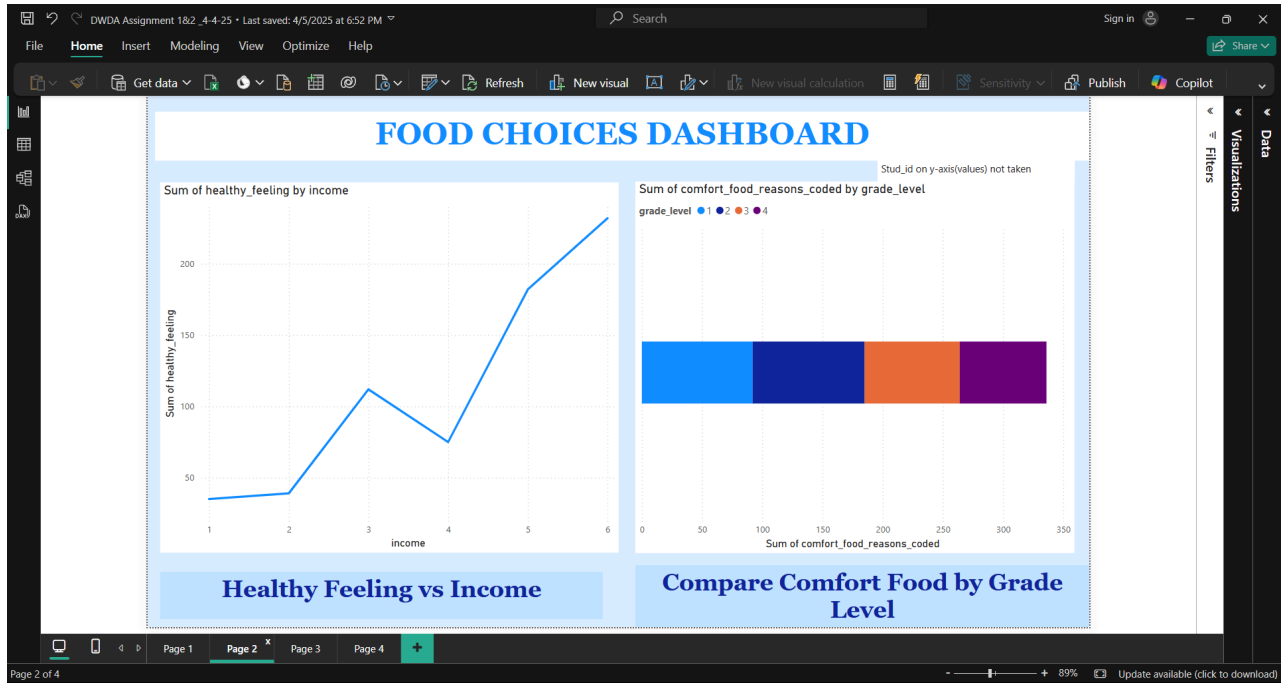 DWDA Assignment 1&2 _4-4-25 • Last saved: 4/5/2025 at 6:52 PM
Search
Sign in
File Home Insert Modeling View Optimize Help
Share
Get data
Refresh
New visual
New visual calculation
Sensitivity
Publish
Copilot
FOOD CHOICES DASHBOARD
Stud_id on y-axis(values) not taken
Sum of healthy_feeling by income
200
150
100
50
Sum of healthy_feeling
1 2 3 4 5 6
income
Sum of comfort_food_reasons_coded by grade_level
grade_level 1 2 3 4
0 50 100 150 200 250 300 350
Sum of comfort_food_reasons_coded
Healthy Feeling vs Income
Compare Comfort Food by Grade
Level
Filters
Visualizations
Data
Page 1 Page 2 x Page 3 Page 4 +
Page 2 of 4
- + 89%
Update available (click to download)